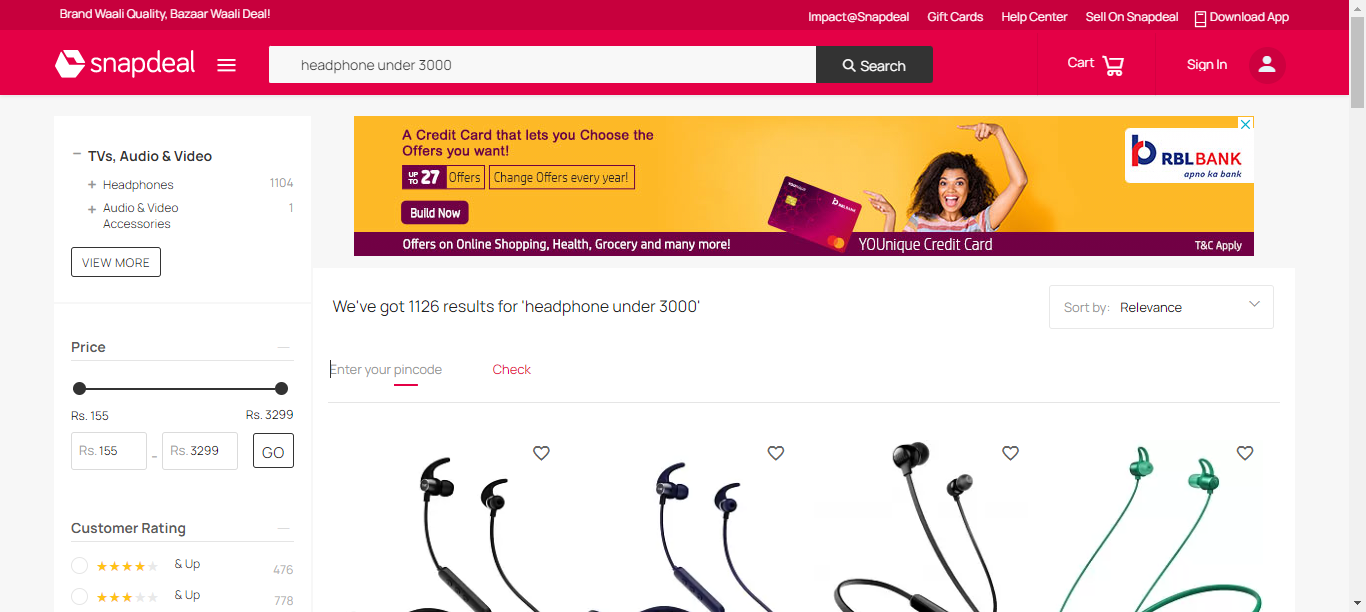 Brand Waali Quality, Bazaar Waali Deal!
Impact@Snapdeal Gift Cards Help Center Sell On Snapdeal Download App
snapdeal
headphone under 3000
Search
Cart
Sign In
TVs, Audio & Video
Headphones 1104
Audio & Video 1
Accessories
VIEW MORE
Price
Rs. 155 Rs. 3299
Rs. 155 - Rs. 3299 GO
Customer Rating
& Up 476
& Up 778
A Credit Card that lets you Choose the
Offers you want!
UP TO 27 Offers Change Offers every year!
Build Now
Offers on Online Shopping, Health, Grocery and many more!
YOUnique Credit Card
T&C Apply
RBLBANK
apno ka bank
We've got 1126 results for 'headphone under 3000'
Sort by: Relevance
Enter your pincode Check